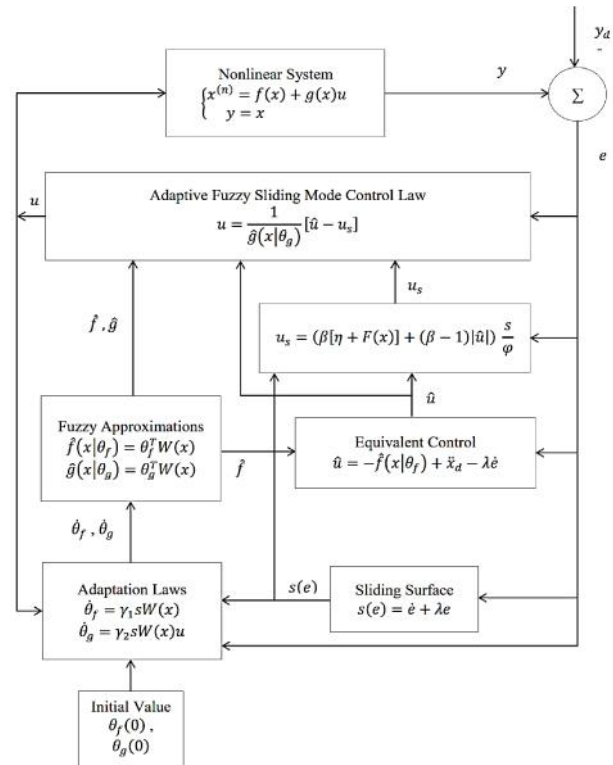 y_d
-
Nonlinear System
{x^{(n)} = f(x) + g(x)u
y = x
y
Σ
e
u
Adaptive Fuzzy Sliding Mode Control Law
u = \frac{1}{ĝ(x|θ_g)} [û − u_s]
u_s
f̂ , ĝ
u_s = (β[η + F(x)] + (β − 1)|û|) \frac{s}{φ}
û
Fuzzy Approximations
f̂(x|θ_f) = θ_f^T W(x)
ĝ(x|θ_g) = θ_g^T W(x)
f̂
Equivalent Control
û = −f̂(x|θ_f) + ẍ_d − λė
θ̇_f , θ̇_g
Adaptation Laws
θ̇_f = γ_1 sW(x)
θ̇_g = γ_2 sW(x)u
s(e)
Sliding Surface
s(e) = ė + λe
Initial Value
θ_f(0) ,
θ_g(0)